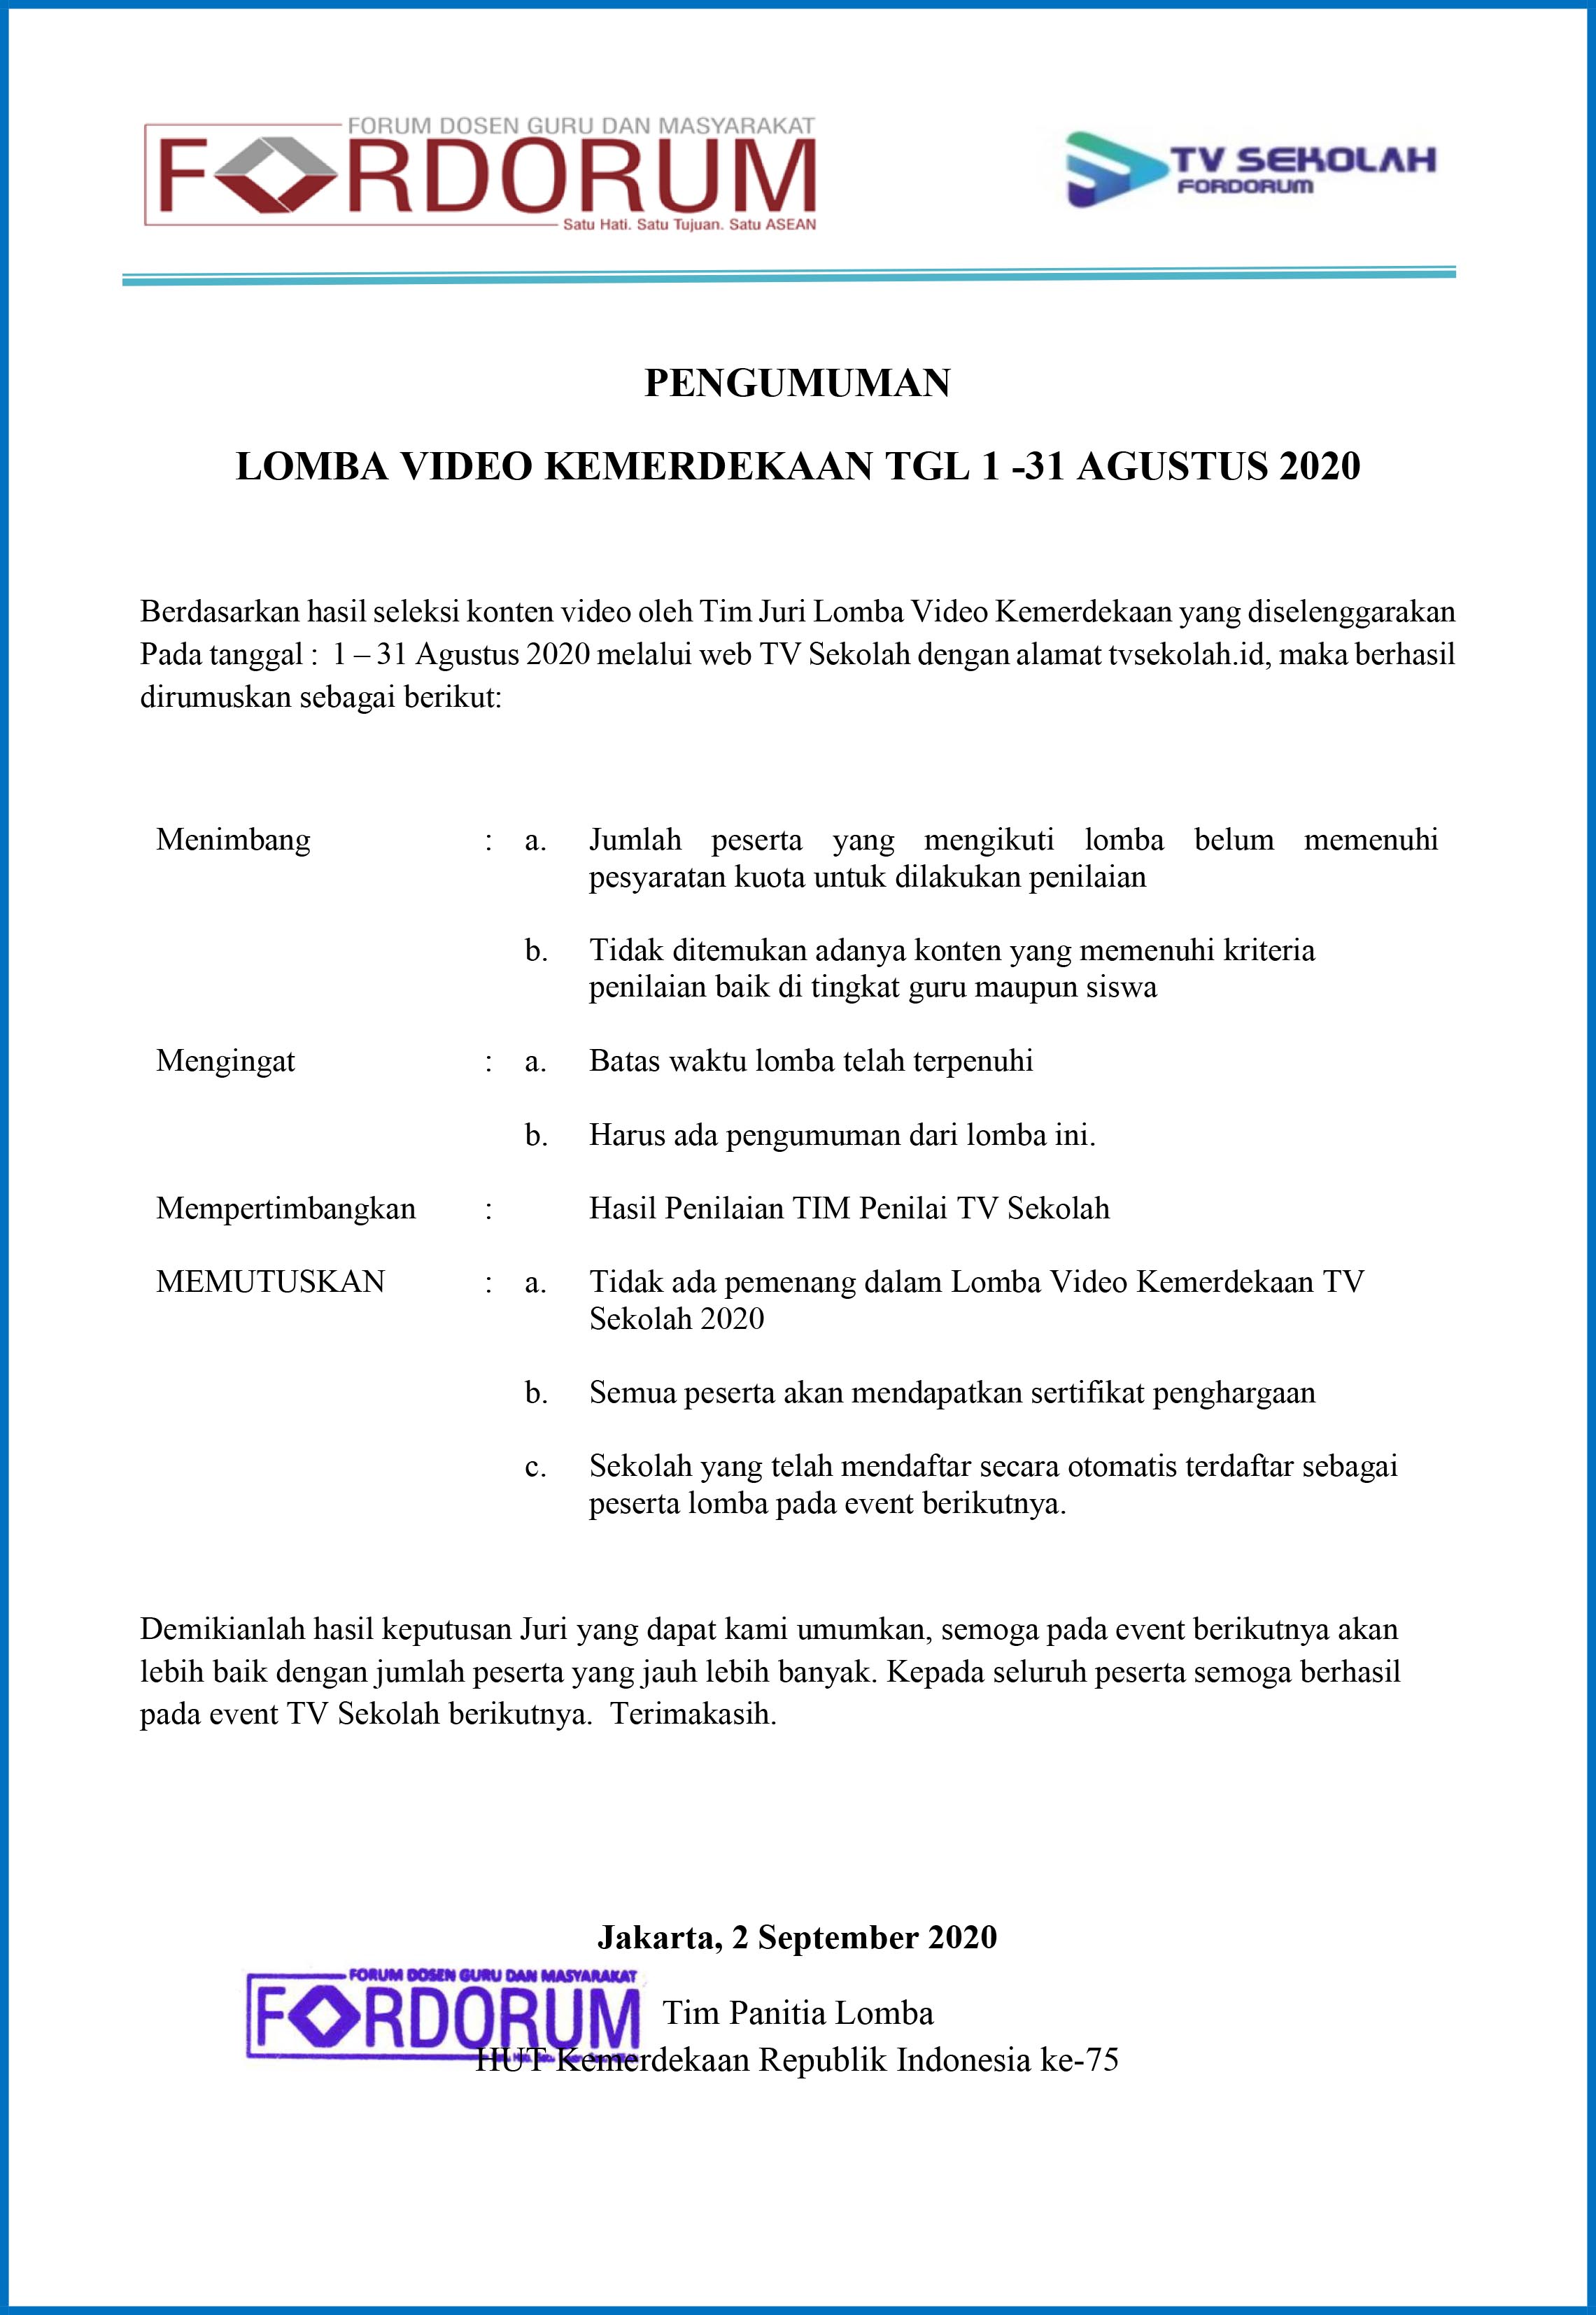 FORUM DOSEN GURU DAN MASYARAKAT
FORDORUM
Satu Hati. Satu Tujuan. Satu ASEAN
TV SEKOLAH
FORDORUM
PENGUMUMAN
LOMBA VIDEO KEMERDEKAAN TGL 1 -31 AGUSTUS 2020
Berdasarkan hasil seleksi konten video oleh Tim Juri Lomba Video Kemerdekaan yang diselenggarakan
Pada tanggal : 1 – 31 Agustus 2020 melalui web TV Sekolah dengan alamat tvsekolah.id, maka berhasil
dirumuskan sebagai berikut:
Menimbang : a. Jumlah peserta yang mengikuti lomba belum memenuhi
pesyaratan kuota untuk dilakukan penilaian
b. Tidak ditemukan adanya konten yang memenuhi kriteria
penilaian baik di tingkat guru maupun siswa
Mengingat : a. Batas waktu lomba telah terpenuhi
b. Harus ada pengumuman dari lomba ini.
Mempertimbangkan : Hasil Penilaian TIM Penilai TV Sekolah
MEMUTUSKAN : a. Tidak ada pemenang dalam Lomba Video Kemerdekaan TV
Sekolah 2020
b. Semua peserta akan mendapatkan sertifikat penghargaan
c. Sekolah yang telah mendaftar secara otomatis terdaftar sebagai
peserta lomba pada event berikutnya.
Demikianlah hasil keputusan Juri yang dapat kami umumkan, semoga pada event berikutnya akan
lebih baik dengan jumlah peserta yang jauh lebih banyak. Kepada seluruh peserta semoga berhasil
pada event TV Sekolah berikutnya. Terimakasih.
Jakarta, 2 September 2020
FORUM DOSEN GURU DAN MASYARAKAT
FORDORUM
Tim Panitia Lomba
HUT Kemerdekaan Republik Indonesia ke-75